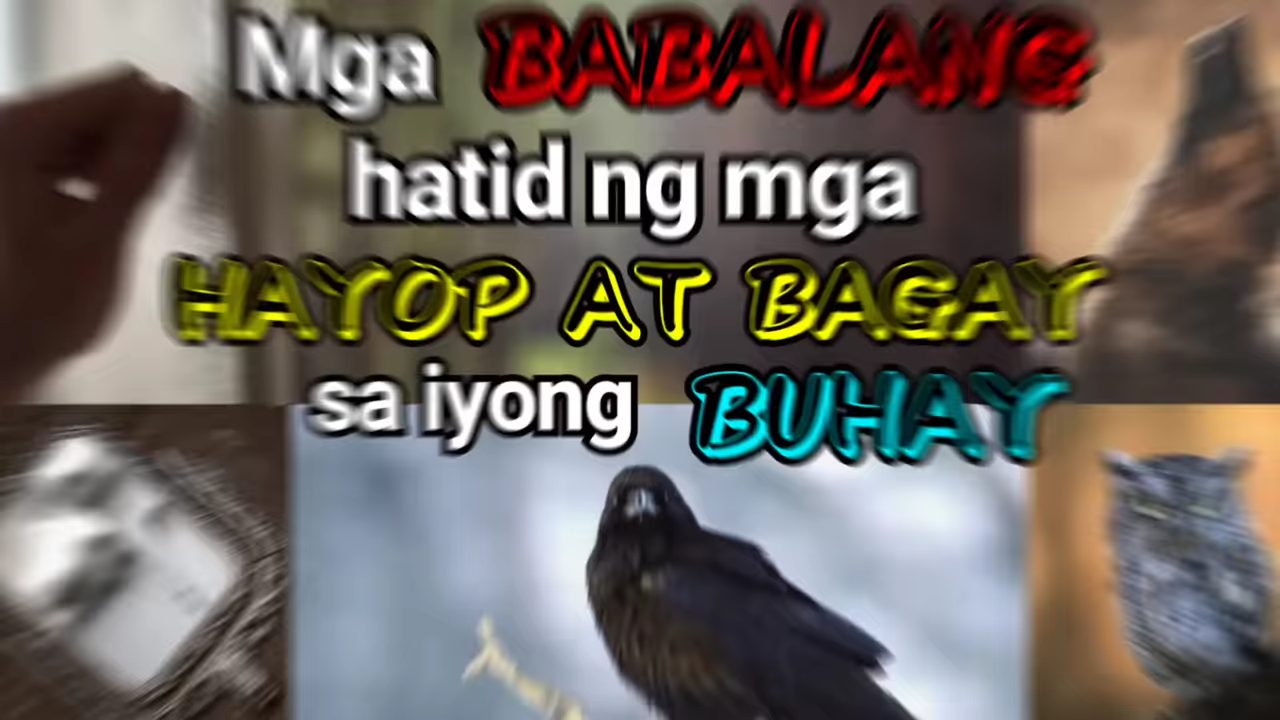 Mga BABALANG
hatid ng mga
HAYOP AT BAGAY
sa iyong BUHAY